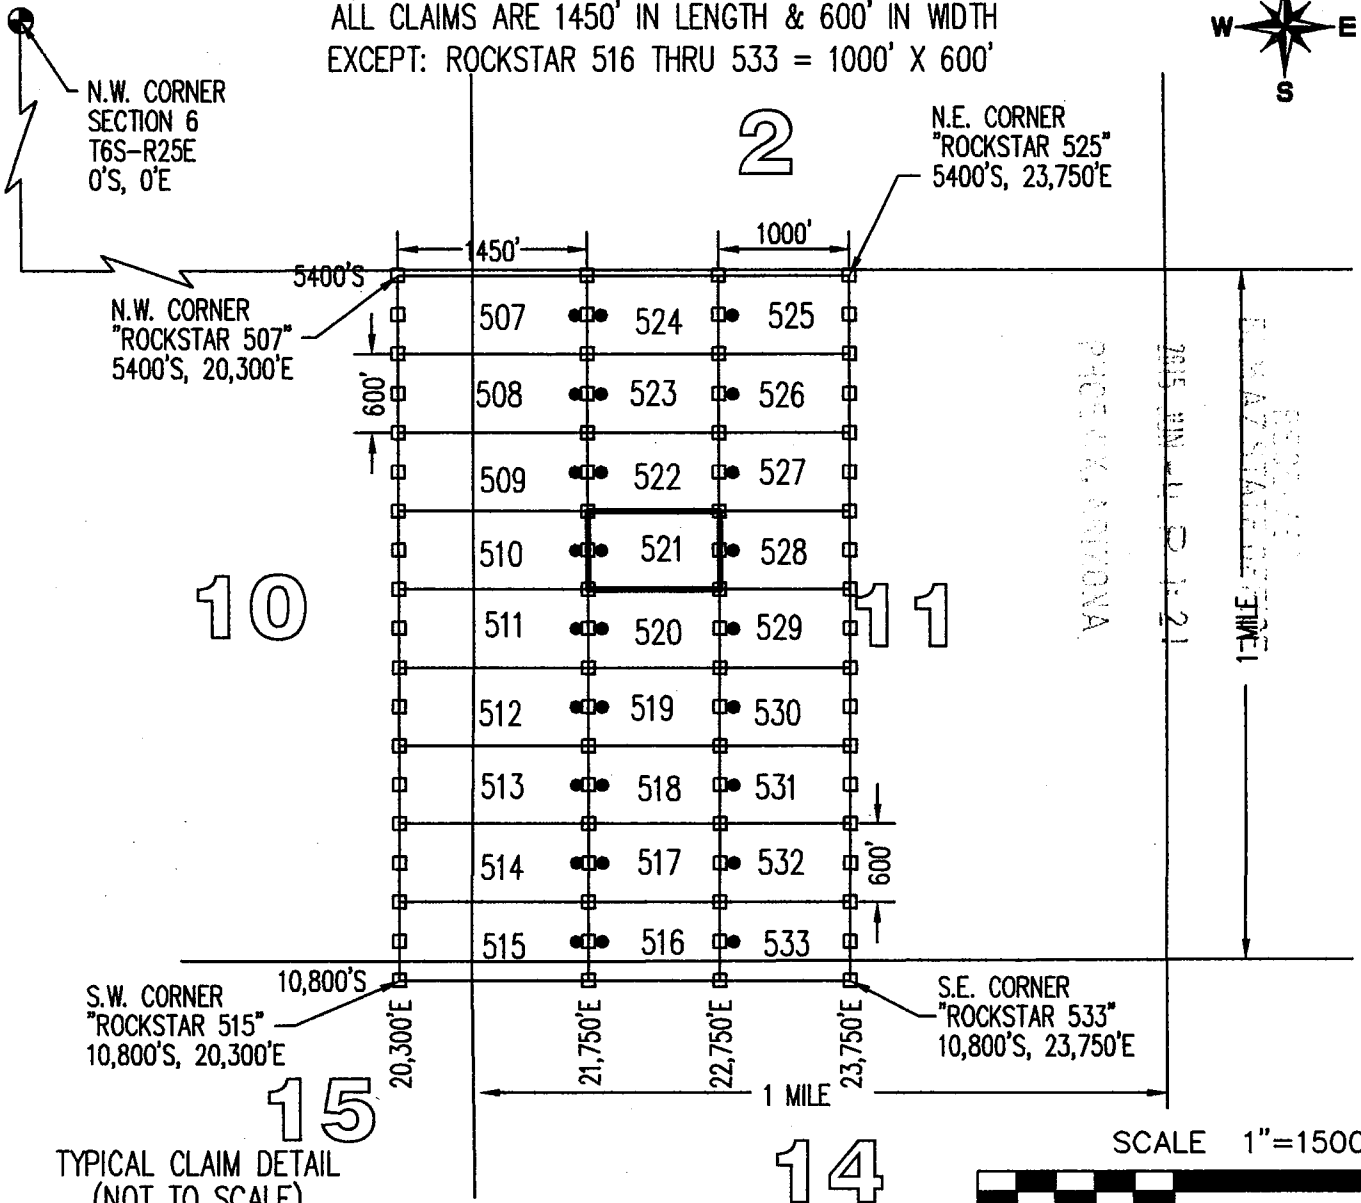 ALL CLAIMS ARE 1450' IN LENGTH & 600' IN WIDTH
EXCEPT: ROCKSTAR 516 THRU 533 = 1000' X 600'
W E
S
N.W. CORNER
SECTION 6
T6S-R25E
0'S, 0'E
2
N.E. CORNER
"ROCKSTAR 525"
5400'S, 23,750'E
1450'
1000'
5400'S
N.W. CORNER
"ROCKSTAR 507"
5400'S, 20,300'E
600'
507 524 525
508 523 526
509 522 527
510 521 528
10
11
511 520 529
512 519 530
513 518 531
514 517 532
515 516 533
600'
1 MILE
PHOENIX, ARIZONA
10,800'S
S.W. CORNER
"ROCKSTAR 515"
10,800'S, 20,300'E
20,300'E
21,750'E
22,750'E
23,750'E
S.E. CORNER
"ROCKSTAR 533"
10,800'S, 23,750'E
1 MILE
15
14
TYPICAL CLAIM DETAIL
(NOT TO SCALE)
SCALE 1"=1500